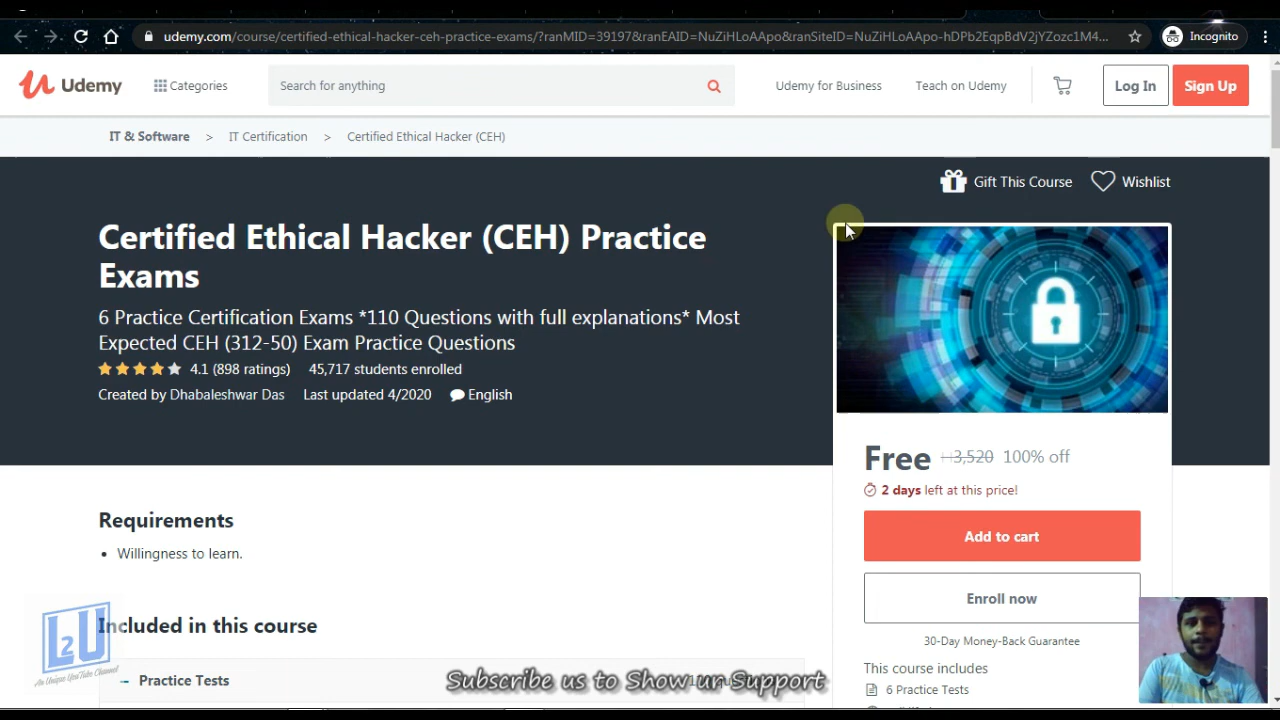 udemy.com/course/certified-ethical-hacker-ceh-practice-exams/?ranMID=39197&ranEAID=NuZiHLoAApo&ranSiteID=NuZiHLoAApo-hDPb2EqpBdV2jYZozc1M4...
Incognito
Udemy
Categories
Search for anything
Udemy for Business
Teach on Udemy
Log In
Sign Up
IT & Software > IT Certification > Certified Ethical Hacker (CEH)
Gift This Course
Wishlist
Certified Ethical Hacker (CEH) Practice
Exams
6 Practice Certification Exams *110 Questions with full explanations* Most
Expected CEH (312-50) Exam Practice Questions
4.1 (898 ratings) 45,717 students enrolled
Created by Dhabaleshwar Das Last updated 4/2020 English
Free 3,520 100% off
2 days left at this price!
Add to cart
Enroll now
30-Day Money-Back Guarantee
This course includes
6 Practice Tests
Requirements
• Willingness to learn.
Included in this course
– Practice Tests
L2U
An Unique YouTube Channel
Subscribe us to Show ur Support